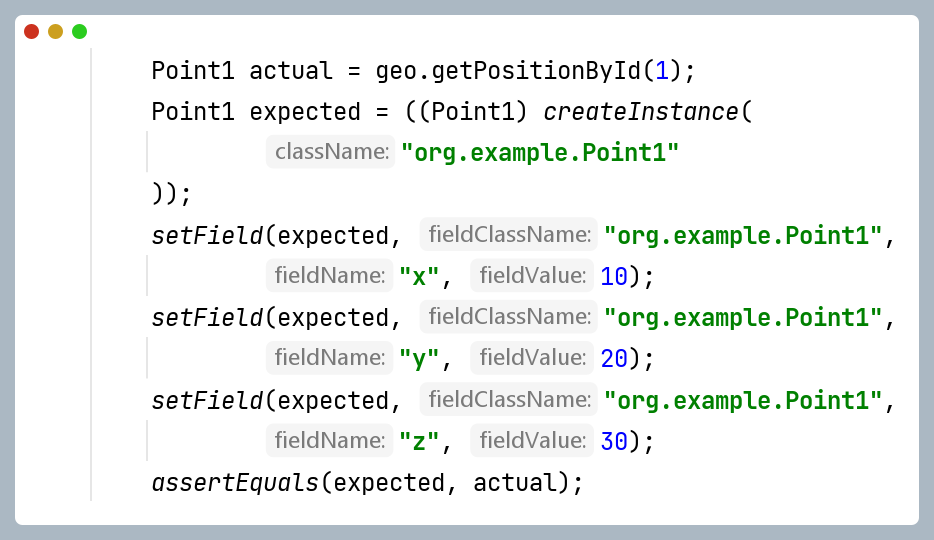 Point1 actual = geo.getPositionById(1);
Point1 expected = ((Point1) createInstance(
className: "org.example.Point1"
));
setField(expected, fieldClassName: "org.example.Point1",
fieldName: "x", fieldValue: 10);
setField(expected, fieldClassName: "org.example.Point1",
fieldName: "y", fieldValue: 20);
setField(expected, fieldClassName: "org.example.Point1",
fieldName: "z", fieldValue: 30);
assertEquals(expected, actual);